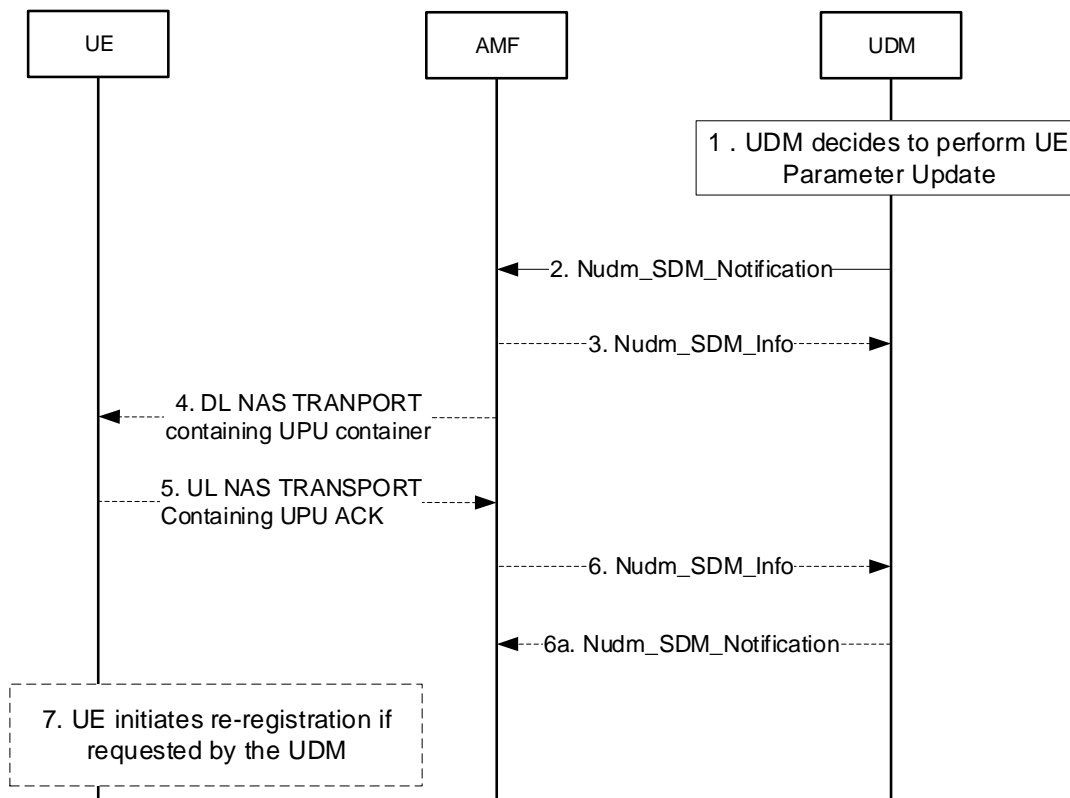 UE
AMF
UDM
1 . UDM decides to perform UE
Parameter Update
2. Nudm_SDM_Notification
3. Nudm_SDM_Info
4. DL NAS TRANPORT
containing UPU container
5. UL NAS TRANSPORT
Containing UPU ACK
6. Nudm_SDM_Info
6a. Nudm_SDM_Notification
7. UE initiates re-registration if
requested by the UDM